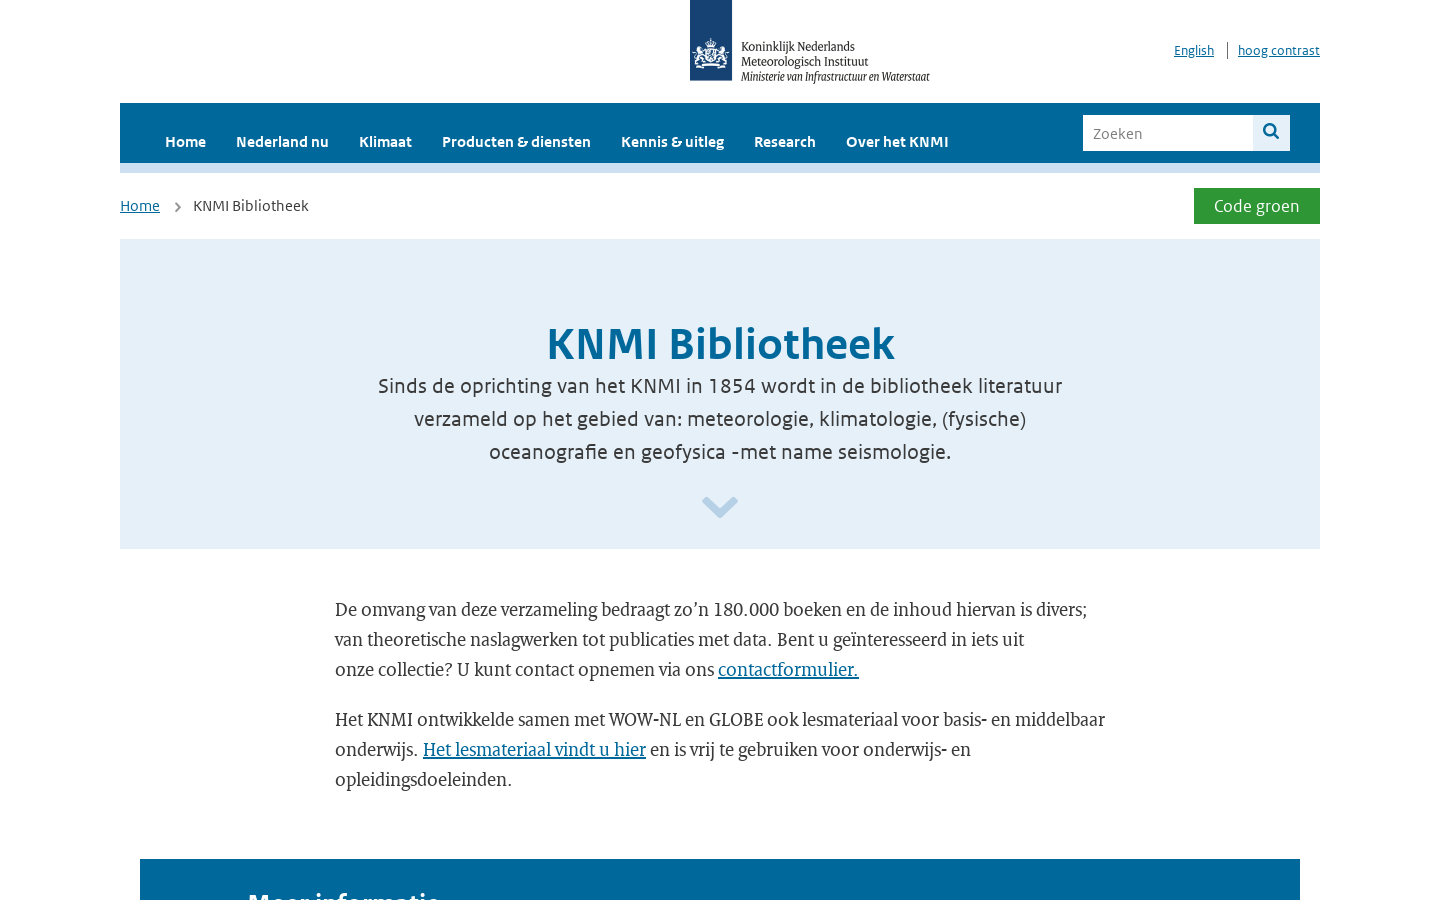 Koninklijk Nederlands
Meteorologisch Instituut
Ministerie van Infrastructuur en Waterstaat
English
hoog contrast
Home
Nederland nu
Klimaat
Producten & diensten
Kennis & uitleg
Research
Over het KNMI
Zoeken
Home
KNMI Bibliotheek
Code groen
KNMI Bibliotheek
Sinds de oprichting van het KNMI in 1854 wordt in de bibliotheek literatuur
verzameld op het gebied van: meteorologie, klimatologie, (fysische)
oceanografie en geofysica -met name seismologie.
De omvang van deze verzameling bedraagt zo’n 180.000 boeken en de inhoud hiervan is divers;
van theoretische naslagwerken tot publicaties met data. Bent u geïnteresseerd in iets uit
onze collectie? U kunt contact opnemen via ons contactformulier.
Het KNMI ontwikkelde samen met WOW-NL en GLOBE ook lesmateriaal voor basis- en middelbaar
onderwijs. Het lesmateriaal vindt u hier en is vrij te gebruiken voor onderwijs- en
opleidingsdoeleinden.
Meer informatie